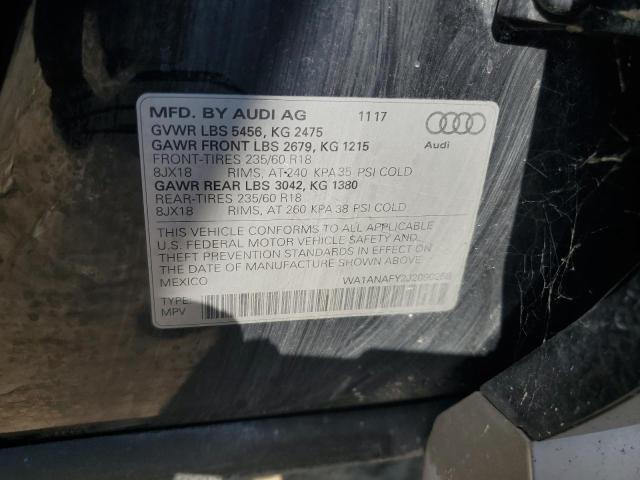 MFD. BY AUDI AG 11 17
GVWR LBS 5456, KG 2475
GAWR FRONT LBS 2679, KG 1215
FRONT-TIRES 235/60 R18
8JX18 RIMS, AT 240 KPA 35 PSI COLD
GAWR REAR LBS 3042, KG 1380
REAR-TIRES 235/60 R18
8JX18 RIMS, AT 260 KPA 38 PSI COLD
Audi
THIS VEHICLE CONFORMS TO ALL APPLICABLE
U.S. FEDERAL MOTOR VEHICLE SAFETY AND
THEFT PREVENTION STANDARDS IN EFFECT ON
THE DATE OF MANUFACTURE SHOWN ABOVE
MEXICO
TYPE:
MPV